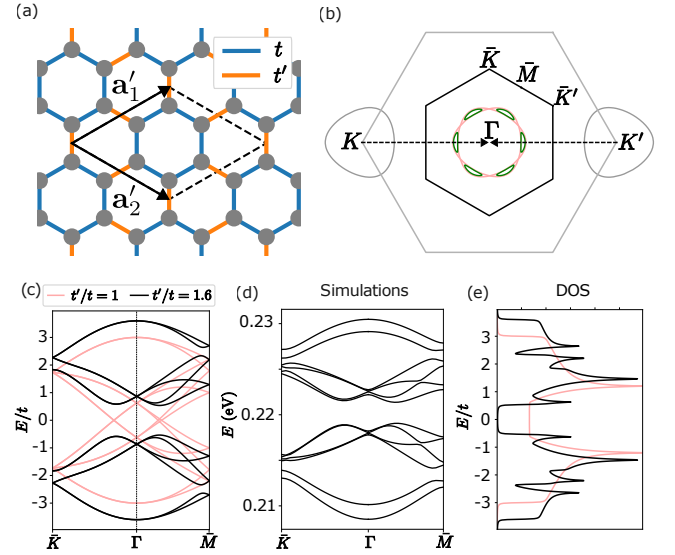 (a)
t
t'
a'₁
a'₂
(b)
K̄
M̄
K̄'
Γ
K
K'
(c)
t'/t = 1
t'/t = 1.6
E/t
3
2
1
0
-1
-2
-3
K̄
Γ
M̄
(d)
Simulations
E (eV)
0.23
0.22
0.21
K̄
Γ
M̄
(e)
DOS
E/t
3
2
1
0
-1
-2
-3